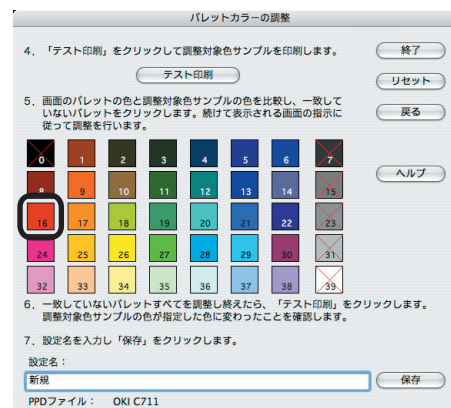 パレットカラーの調整
4. 「テスト印刷」をクリックして調整対象色サンプルを印刷します。
終了
テスト印刷
リセット
5. 画面のパレットの色と調整対象色サンプルの色を比較し、一致して
いないパレットをクリックします。続けて表示される画面の指示に
従って調整を行います。
戻る
0 1 2 3 4 5 6 7
ヘルプ
8 9 10 11 12 13 14 15
16 17 18 19 20 21 22 23
24 25 26 27 28 29 30 31
32 33 34 35 36 37 38 39
6. 一致していないパレットすべてを調整し終えたら、「テスト印刷」をクリックします。
調整対象色サンプルの色が指定した色に変わったことを確認します。
7. 設定名を入力し「保存」をクリックします。
設定名：
新規
保存
PPDファイル： OKI C711